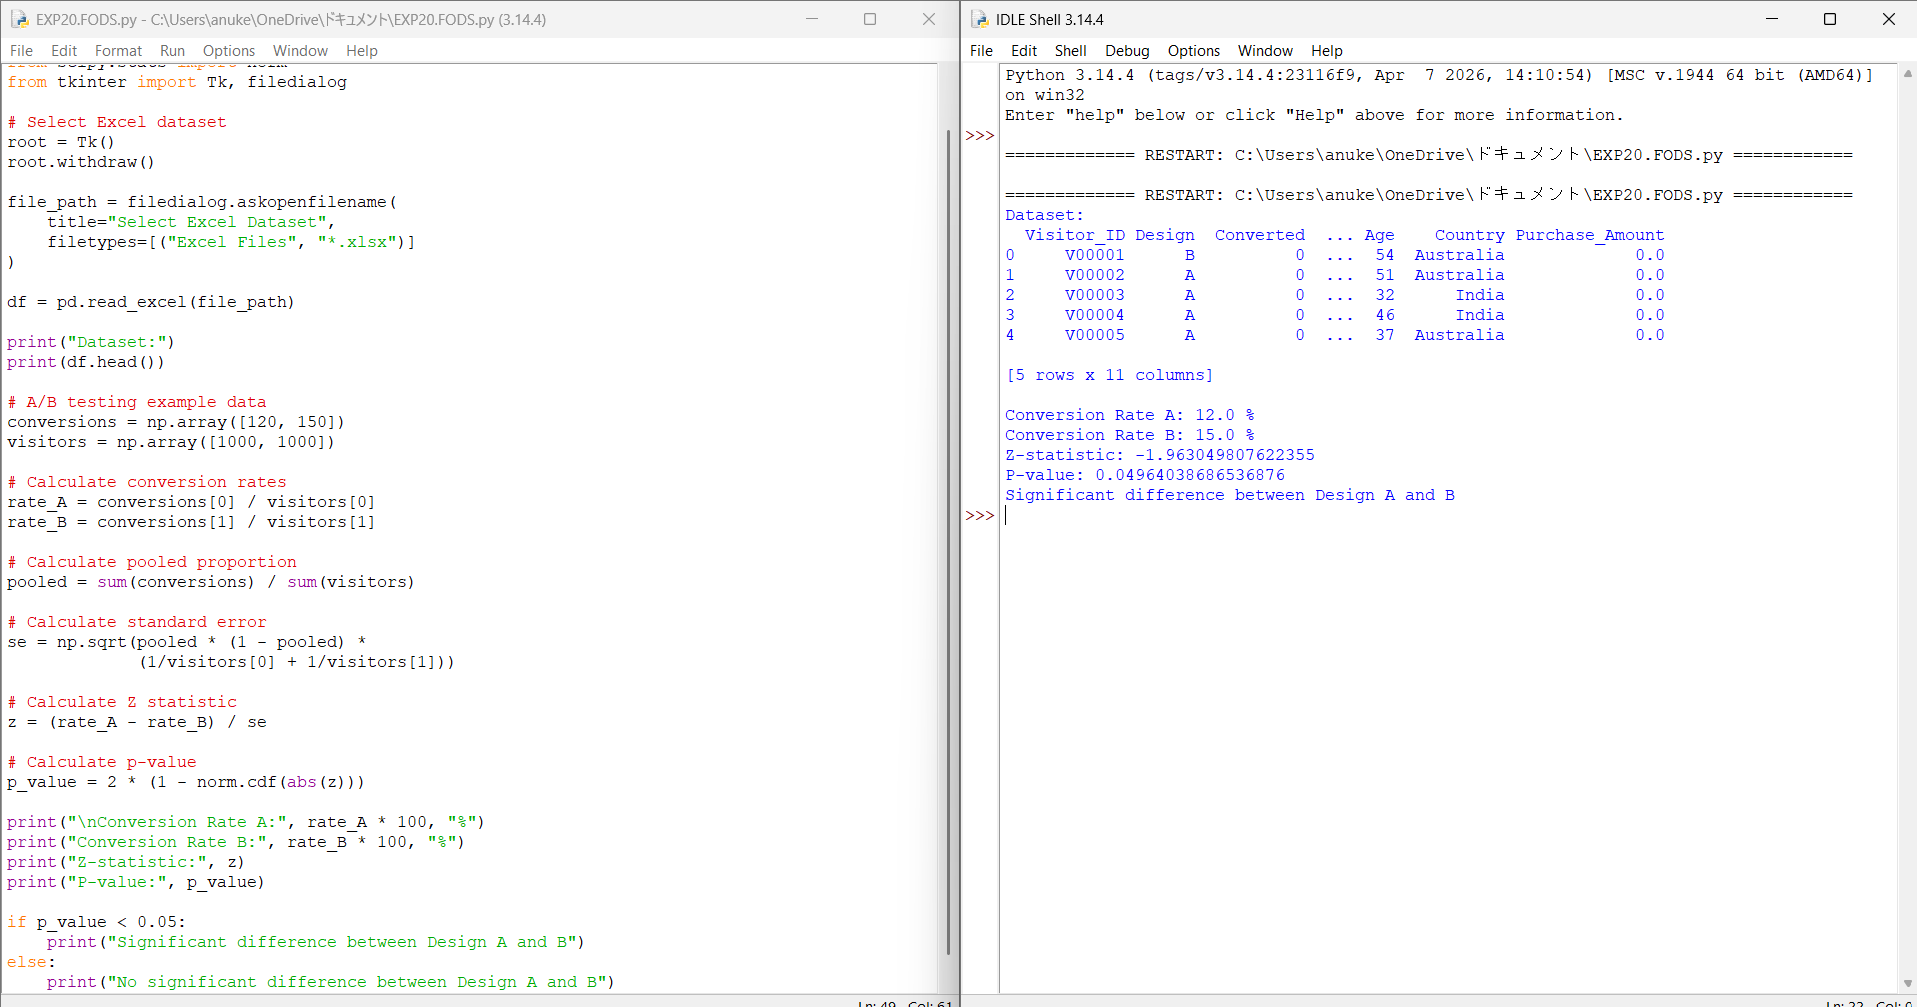 EXP20.FODS.py - C:\Users\anuke\OneDrive\ドキュメント\EXP20.FODS.py (3.14.4)
File Edit Format Run Options Window Help
from scipy.stats import norm
from tkinter import Tk, filedialog
# Select Excel dataset
root = Tk()
root.withdraw()
file_path = filedialog.askopenfilename(
    title="Select Excel Dataset",
    filetypes=[("Excel Files", "*.xlsx")]
)
df = pd.read_excel(file_path)
print("Dataset:")
print(df.head())
# A/B testing example data
conversions = np.array([120, 150])
visitors = np.array([1000, 1000])
# Calculate conversion rates
rate_A = conversions[0] / visitors[0]
rate_B = conversions[1] / visitors[1]
# Calculate pooled proportion
pooled = sum(conversions) / sum(visitors)
# Calculate standard error
se = np.sqrt(pooled * (1 - pooled) *
             (1/visitors[0] + 1/visitors[1]))
# Calculate Z statistic
z = (rate_A - rate_B) / se
# Calculate p-value
p_value = 2 * (1 - norm.cdf(abs(z)))
print("\nConversion Rate A:", rate_A * 100, "%")
print("Conversion Rate B:", rate_B * 100, "%")
print("Z-statistic:", z)
print("P-value:", p_value)
if p_value < 0.05:
    print("Significant difference between Design A and B")
else:
    print("No significant difference between Design A and B")
Ln: 49 Col: 61
IDLE Shell 3.14.4
File Edit Shell Debug Options Window Help
Python 3.14.4 (tags/v3.14.4:23116f9, Apr  7 2026, 14:10:54) [MSC v.1944 64 bit (AMD64)]
on win32
Enter "help" below or click "Help" above for more information.
>>>
============= RESTART: C:\Users\anuke\OneDrive\ドキュメント\EXP20.FODS.py ============
============= RESTART: C:\Users\anuke\OneDrive\ドキュメント\EXP20.FODS.py ============
Dataset:
  Visitor_ID Design  Converted  ... Age    Country Purchase_Amount
0     V00001      B          0  ...  54  Australia             0.0
1     V00002      A          0  ...  51  Australia             0.0
2     V00003      A          0  ...  32      India             0.0
3     V00004      A          0  ...  46      India             0.0
4     V00005      A          0  ...  37  Australia             0.0
[5 rows x 11 columns]
Conversion Rate A: 12.0 %
Conversion Rate B: 15.0 %
Z-statistic: -1.963049807622355
P-value: 0.04964038686536876
Significant difference between Design A and B
>>>
Ln: 22 Col: 0